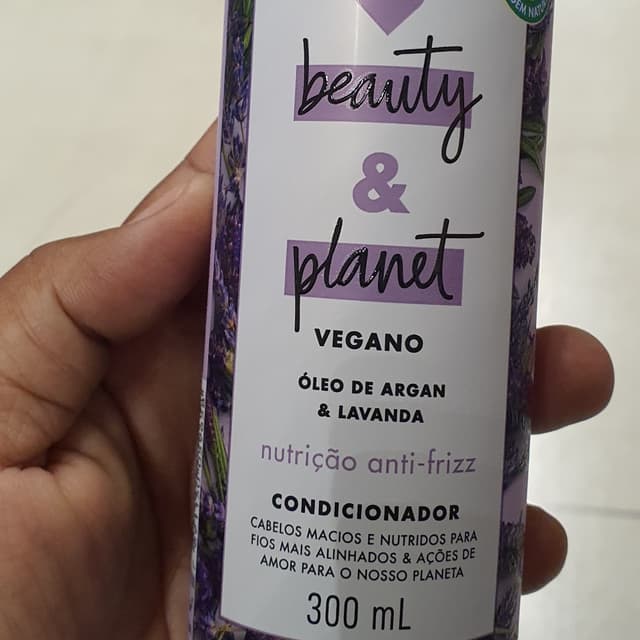 beauty
&
planet
VEGANO
ÓLEO DE ARGAN
& LAVANDA
nutrição anti-frizz
CONDICIONADOR
CABELOS MACIOS E NUTRIDOS PARA
FIOS MAIS ALINHADOS & AÇÕES DE
AMOR PARA O NOSSO PLANETA
300 mL